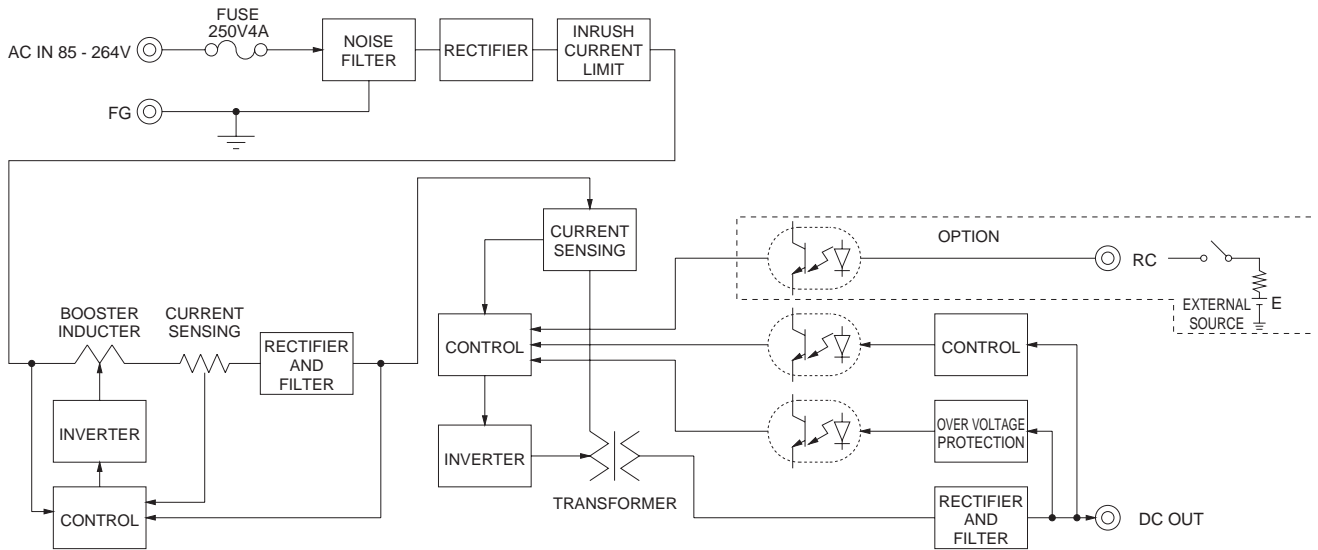 FUSE
250V4A
AC IN 85 - 264V
NOISE
FILTER
RECTIFIER
INRUSH
CURRENT
LIMIT
FG
CURRENT
SENSING
OPTION
RC
E
EXTERNAL
SOURCE
BOOSTER
INDUCTER
CURRENT
SENSING
RECTIFIER
AND
FILTER
CONTROL
CONTROL
INVERTER
INVERTER
OVER VOLTAGE
PROTECTION
TRANSFORMER
CONTROL
RECTIFIER
AND
FILTER
DC OUT